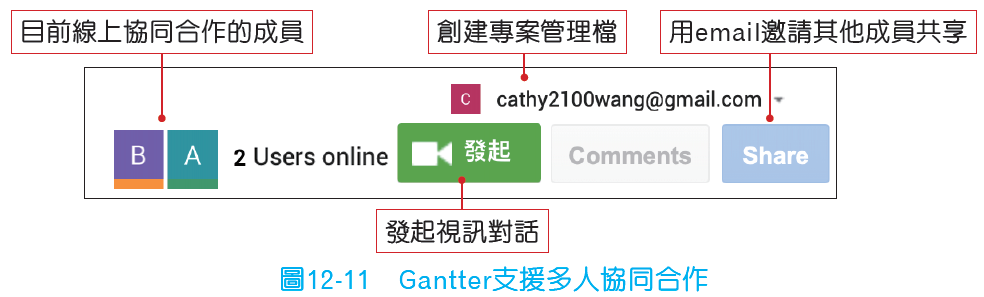 目前線上協同合作的成員 創建專案管理檔 用email邀請其他成員共享
C cathy2100wang@gmail.com
B A 2 Users online 發起 Comments Share
發起視訊對話
圖12-11 Gantter支援多人協同合作